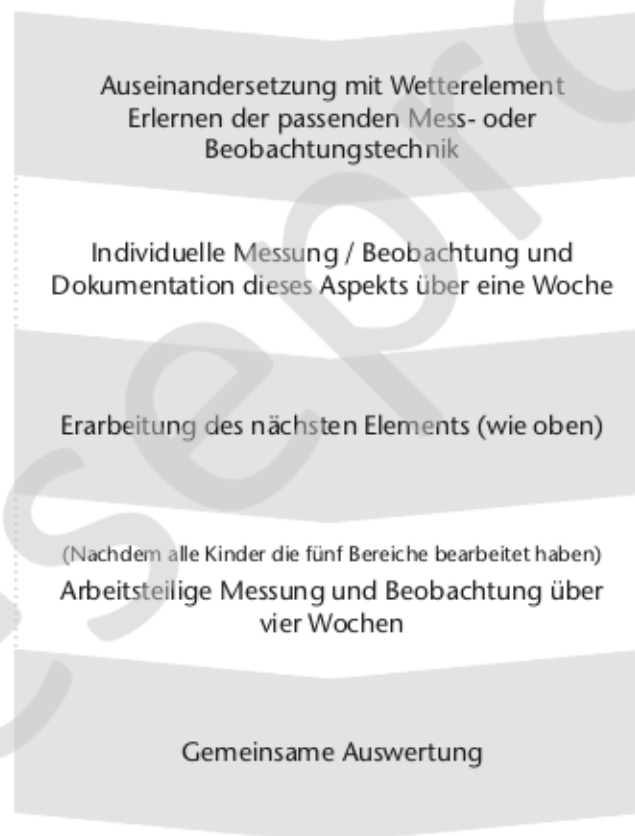 Auseinandersetzung mit Wetterelement
Erlernen der passenden Mess- oder
Beobachtungstechnik
Individuelle Messung / Beobachtung und
Dokumentation dieses Aspekts über eine Woche
Erarbeitung des nächsten Elements (wie oben)
(Nachdem alle Kinder die fünf Bereiche bearbeitet haben)
Arbeitsteilige Messung und Beobachtung über
vier Wochen
Gemeinsame Auswertung